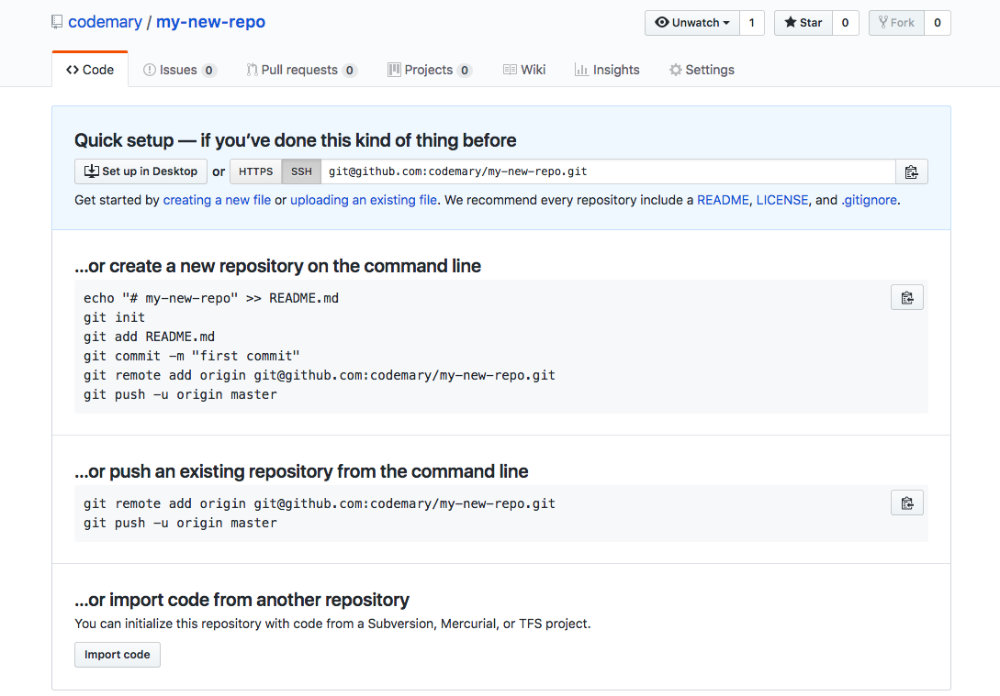 codemary / my-new-repo
Unwatch 1 Star 0 Fork 0
<> Code Issues 0 Pull requests 0 Projects 0 Wiki Insights Settings
Quick setup — if you’ve done this kind of thing before
Set up in Desktop or HTTPS SSH git@github.com:codemary/my-new-repo.git
Get started by creating a new file or uploading an existing file. We recommend every repository include a README, LICENSE, and .gitignore.
…or create a new repository on the command line
echo "# my-new-repo" >> README.md
git init
git add README.md
git commit -m "first commit"
git remote add origin git@github.com:codemary/my-new-repo.git
git push -u origin master
…or push an existing repository from the command line
git remote add origin git@github.com:codemary/my-new-repo.git
git push -u origin master
…or import code from another repository
You can initialize this repository with code from a Subversion, Mercurial, or TFS project.
Import code